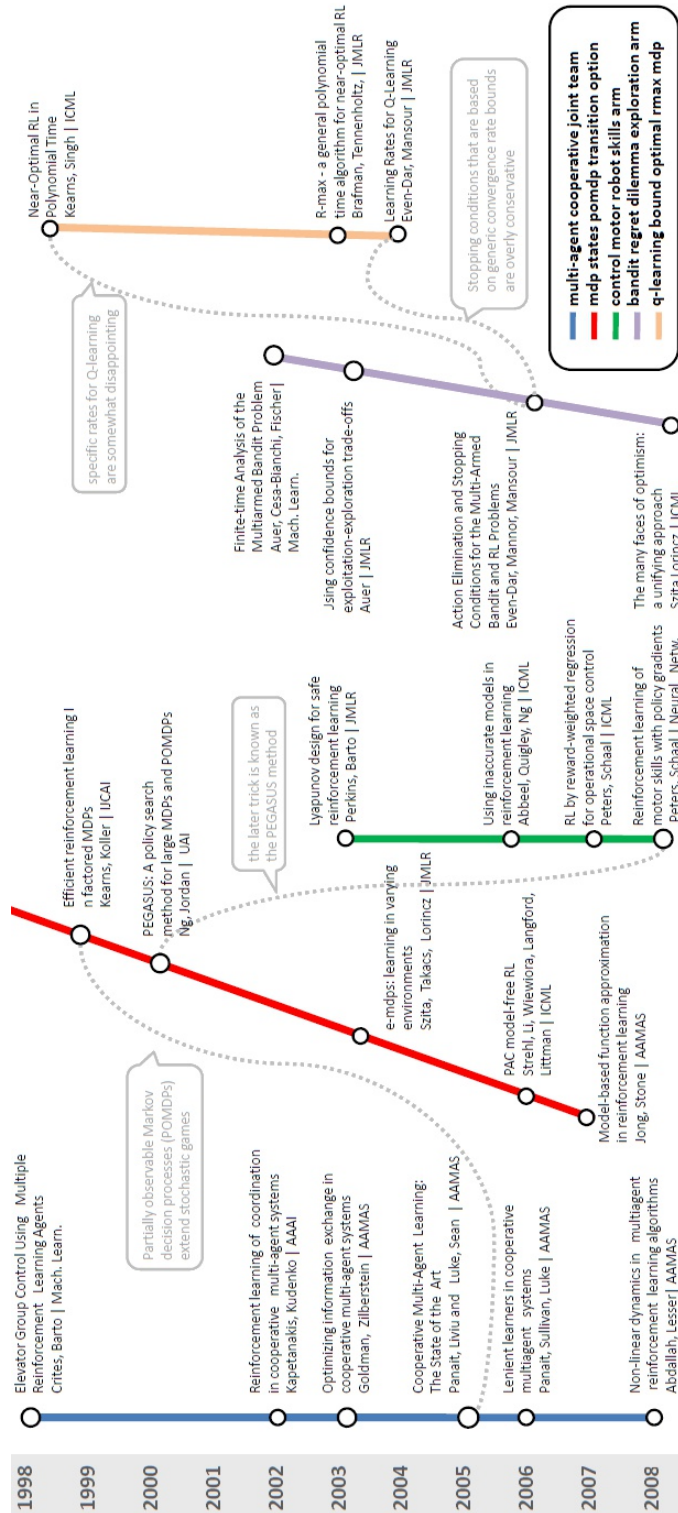 1998
1999
2000
2001
2002
2003
2004
2005
2006
2007
2008
Elevator Group Control Using Multiple
Reinforcement Learning Agents
Crites, Barto | Mach. Learn.
Reinforcement learning of coordination
in cooperative multi-agent systems
Kapetanakis, Kudenko | AAAI
Optimizing information exchange in
cooperative multi-agent systems
Goldman, Zilberstein | AAMAS
Cooperative Multi-Agent Learning:
The State of the Art
Panait, Liviu and Luke, Sean | AAMAS
Lenient learners in cooperative
multiagent systems
Panait, Sullivan, Luke | AAMAS
Non-linear dynamics in multiagent
reinforcement learning algorithms
Abdallah, Lesser| AAMAS
Partially observable Markov
decision processes (POMDPs)
extend stochastic games
Efficient reinforcement learning I
n factored MDPs
Kearns, Koller | IJCAI
PEGASUS: A policy search
method for large MDPs and POMDPs
Ng, Jordan | UAI
e-mdps: learning in varying
environments
Szita, Takacs, Lorincz | JMLR
PAC model-free RL
Strehl, Li, Wiewiora, Langford,
Littman | ICML
Model-based function approximation
in reinforcement learning
Jong, Stone | AAMAS
the later trick is known as
the PEGASUS method
Lyapunov design for safe
reinforcement learning
Perkins, Barto | JMLR
Using inaccurate models in
reinforcement learning
Abbeel, Quigley, Ng | ICML
RL by reward-weighted regression
for operational space control
Peters, Schaal | ICML
Reinforcement learning of
motor skills with policy gradients
Peters, Schaal | Neural Netw.
Finite-time Analysis of the
Multiarmed Bandit Problem
Auer, Cesa-Bianchi, Fischer|
Mach. Learn.
Jsing confidence bounds for
exploitation-exploration trade-offs
Auer | JMLR
Action Elimination and Stopping
Conditions for the Multi-Armed
Bandit and RL Problems
Even-Dar, Mannor, Mansour | JMLR
The many faces of optimism:
a unifying approach
Szita Lorincz | ICML
specific rates for Q-learning
are somewhat disappointing
Near-Optimal RL in
Polynomial Time
Kearns, Singh | ICML
R-max - a general polynomial
time algorithm for near-optimal RL
Brafman, Tennenholtz, | JMLR
Learning Rates for Q-Learning
Even-Dar, Mansour | JMLR
Stopping conditions that are based
on generic convergence rate bounds
are overly conservative
multi-agent cooperative joint team
mdp states pomdp transition option
control motor robot skills arm
bandit regret dilemma exploration arm
q-learning bound optimal rmax mdp